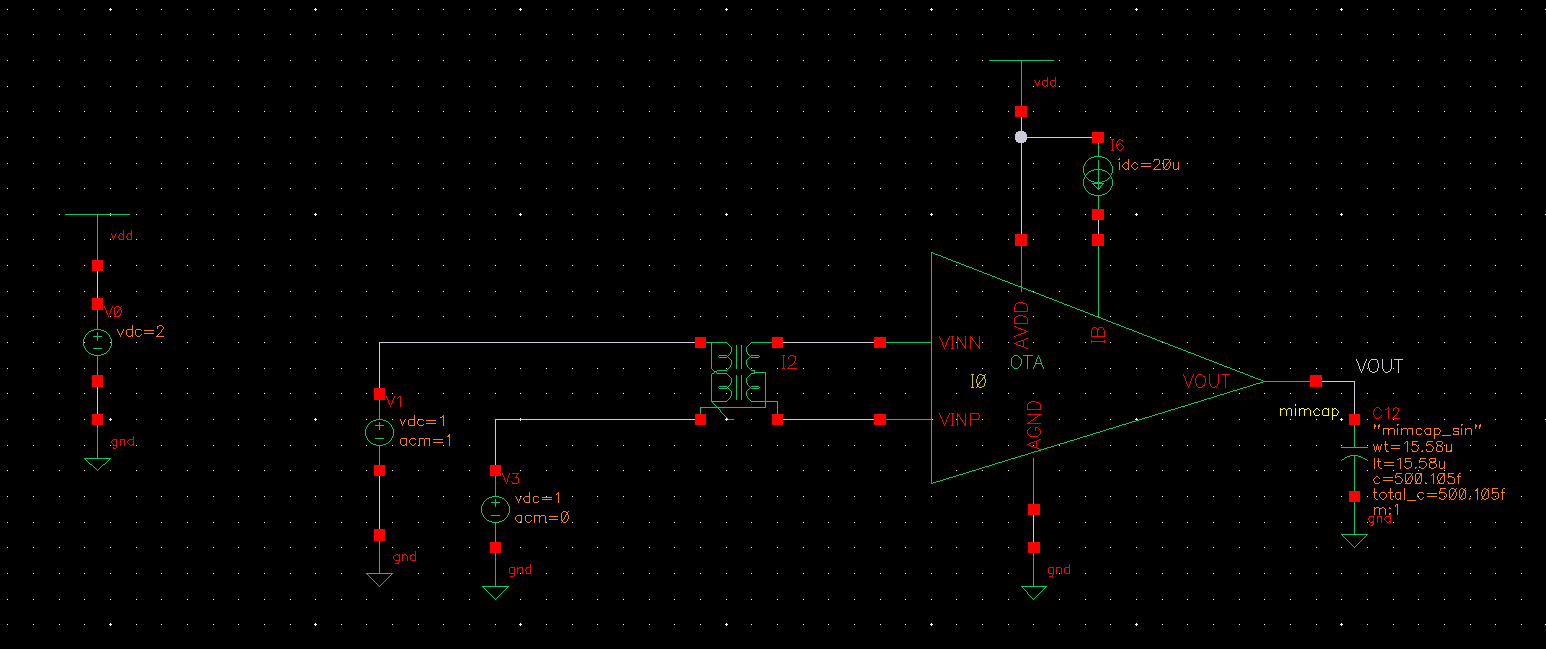 vdd
I6
idc=20u
vdd
V0
vdc=2
gnd
V1
vdc=1
acm=1
gnd
V3
vdc=1
acm=0
gnd
I2
VINN
VINP
AVDD
IB
OTA
I0
VOUT
AGND
gnd
VOUT
mimcap
C12
"mimcap_sin"
wt=15.58u
lt=15.58u
c=500.105f
total_c=500.105f
m:1
gnd